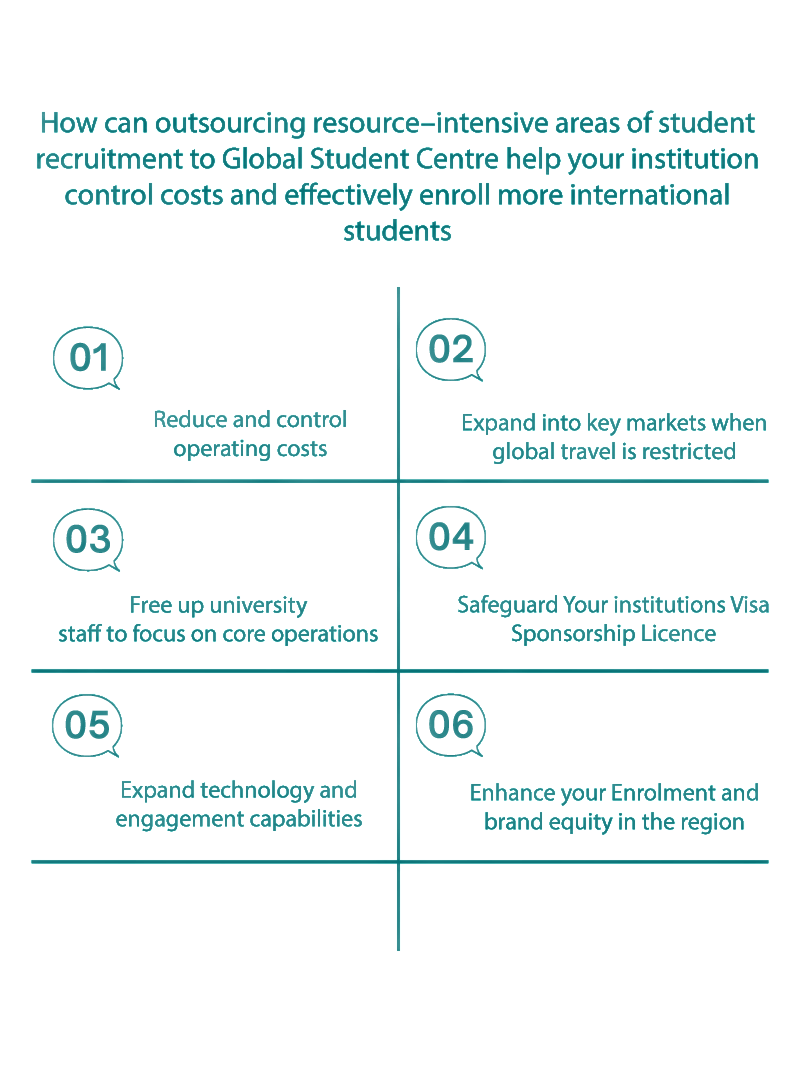 How can outsourcing resource–intensive areas of student
recruitment to Global Student Centre help your institution
control costs and effectively enroll more international
students
01
Reduce and control
operating costs
02
Expand into key markets when
global travel is restricted
03
Free up university
staff to focus on core operations
04
Safeguard Your institutions Visa
Sponsorship Licence
05
Expand technology and
engagement capabilities
06
Enhance your Enrolment and
brand equity in the region